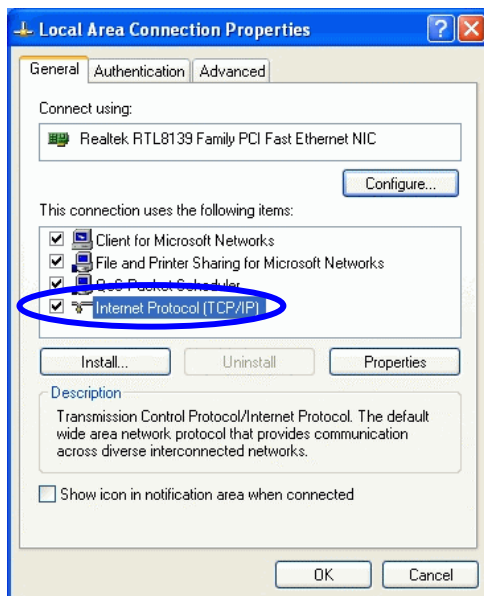 Local Area Connection Properties
General Authentication Advanced
Connect using:
Realtek RTL8139 Family PCI Fast Ethernet NIC
Configure...
This connection uses the following items:
Client for Microsoft Networks
File and Printer Sharing for Microsoft Networks
QoS Packet Scheduler
Internet Protocol (TCP/IP)
Install... Uninstall Properties
Description
Transmission Control Protocol/Internet Protocol. The default
wide area network protocol that provides communication
across diverse interconnected networks.
Show icon in notification area when connected
OK Cancel